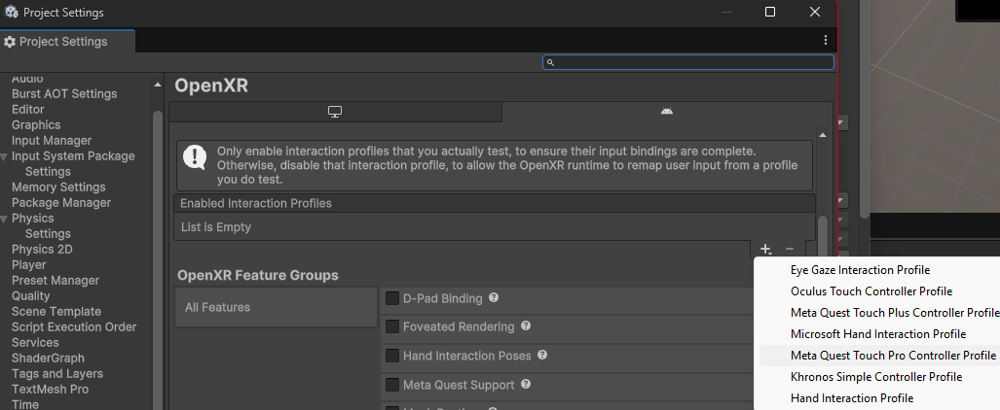 Project Settings
Project Settings
Audio
Burst AOT Settings
Editor
Graphics
Input Manager
Input System Package
Settings
Memory Settings
Package Manager
Physics
Settings
Physics 2D
Player
Preset Manager
Quality
Scene Template
Script Execution Order
Services
ShaderGraph
Tags and Layers
TextMesh Pro
Time
OpenXR
Only enable interaction profiles that you actually test, to ensure their input bindings are complete.
Otherwise, disable that interaction profile, to allow the OpenXR runtime to remap user input from a profile
you do test.
Enabled Interaction Profiles
List is Empty
OpenXR Feature Groups
All Features
D-Pad Binding
Foveated Rendering
Hand Interaction Poses
Meta Quest Support
Eye Gaze Interaction Profile
Oculus Touch Controller Profile
Meta Quest Touch Plus Controller Profile
Microsoft Hand Interaction Profile
Meta Quest Touch Pro Controller Profile
Khronos Simple Controller Profile
Hand Interaction Profile